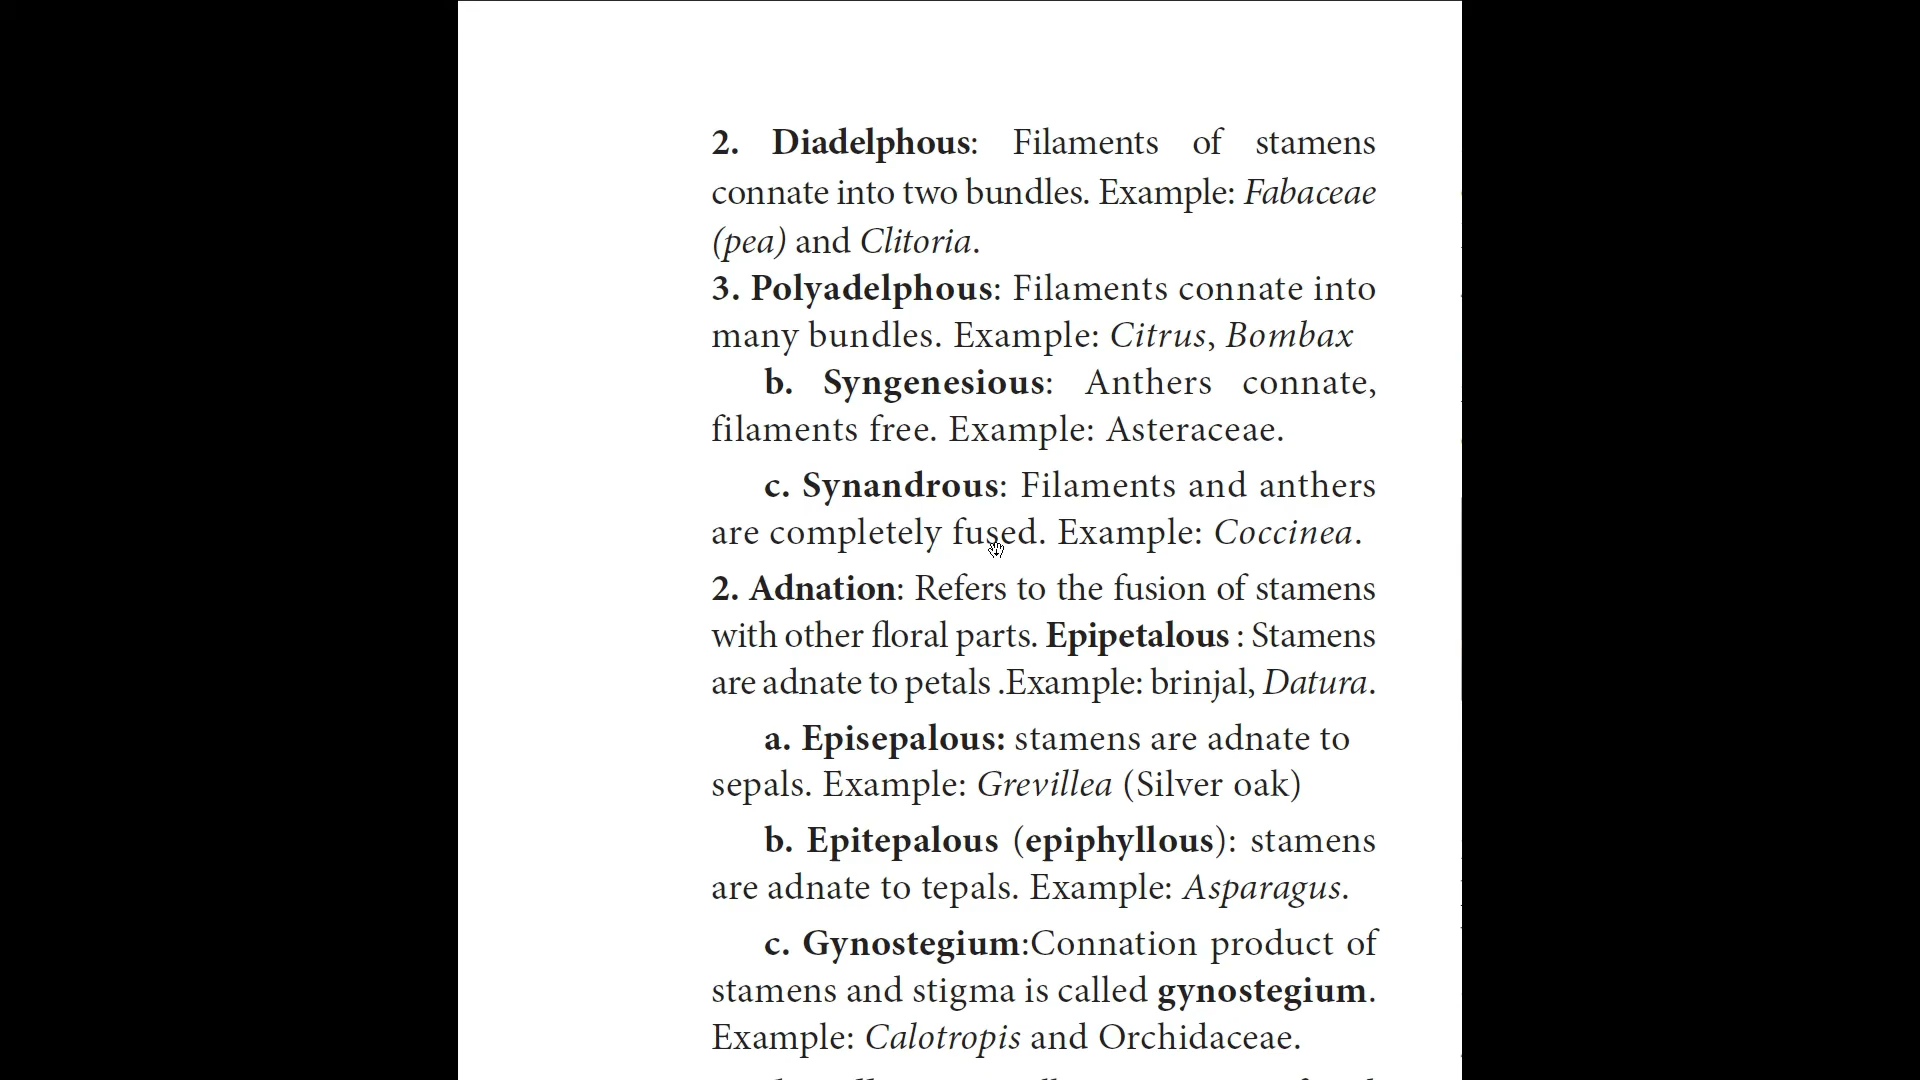 2. Diadelphous: Filaments of stamens
connate into two bundles. Example: Fabaceae
(pea) and Clitoria.
3. Polyadelphous: Filaments connate into
many bundles. Example: Citrus, Bombax
b. Syngenesious: Anthers connate,
filaments free. Example: Asteraceae.
c. Synandrous: Filaments and anthers
are completely fused. Example: Coccinea.
2. Adnation: Refers to the fusion of stamens
with other floral parts. Epipetalous : Stamens
are adnate to petals .Example: brinjal, Datura.
a. Episepalous: stamens are adnate to
sepals. Example: Grevillea (Silver oak)
b. Epitepalous (epiphyllous): stamens
are adnate to tepals. Example: Asparagus.
c. Gynostegium:Connation product of
stamens and stigma is called gynostegium.
Example: Calotropis and Orchidaceae.